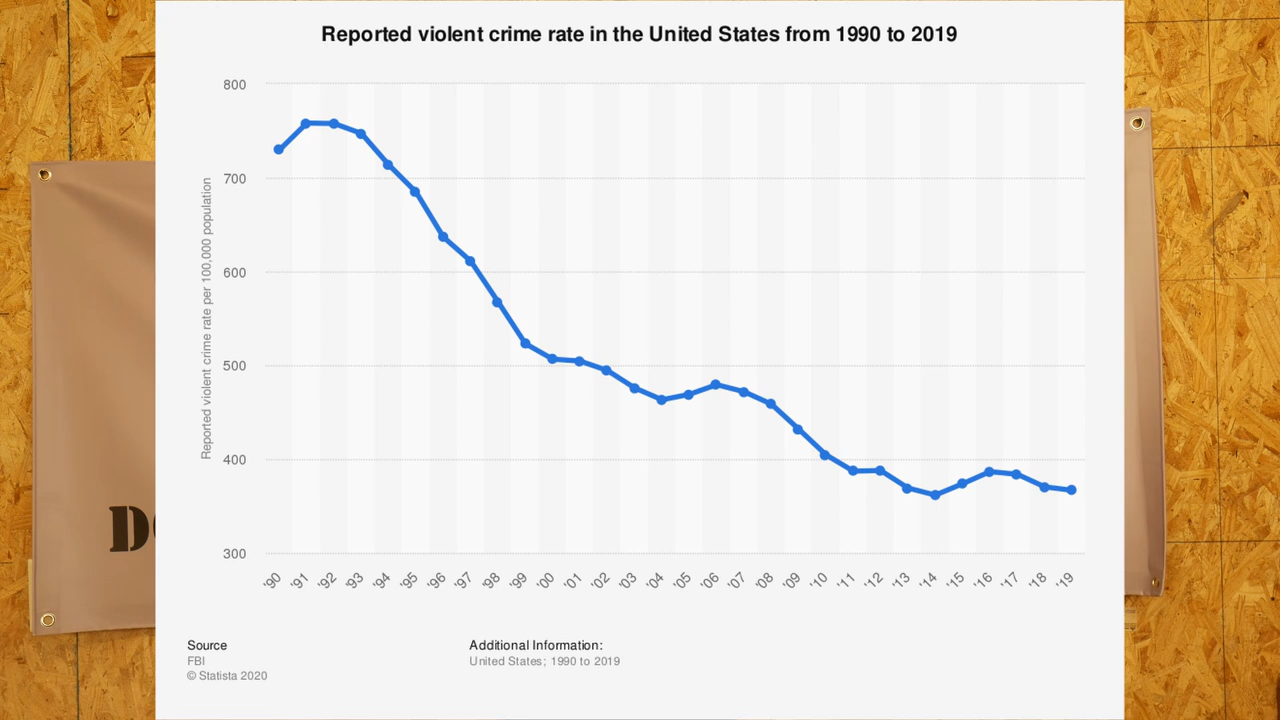 Reported violent crime rate in the United States from 1990 to 2019
Reported violent crime rate per 100,000 population
800
700
600
500
400
300
'90 '91 '92 '93 '94 '95 '96 '97 '98 '99 '00 '01 '02 '03 '04 '05 '06 '07 '08 '09 '10 '11 '12 '13 '14 '15 '16 '17 '18 '19
Source
FBI
© Statista 2020
Additional Information:
United States; 1990 to 2019